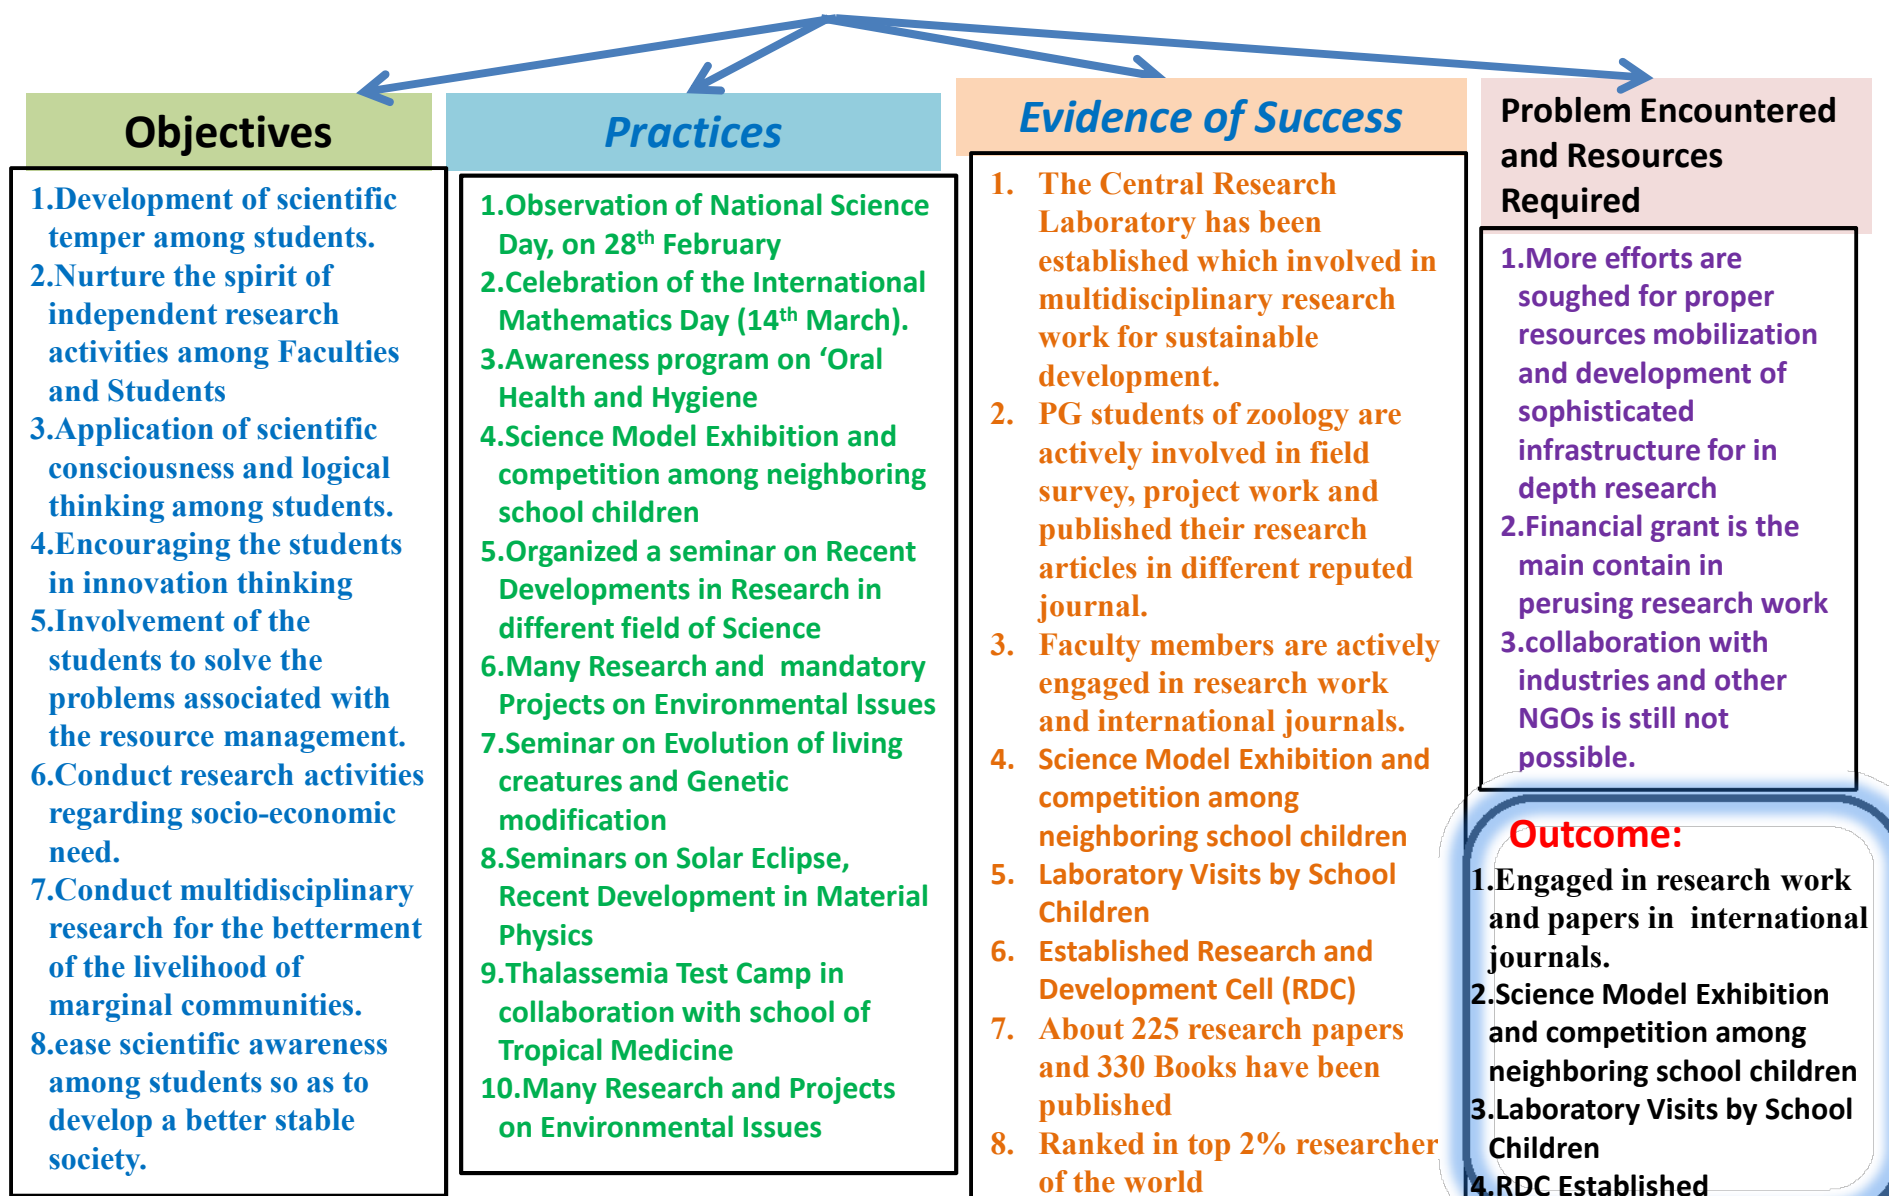 Objectives
1.Development of scientific
temper among students.
2.Nurture the spirit of
independent research
activities among Faculties
and Students
3.Application of scientific
consciousness and logical
thinking among students.
4.Encouraging the students
in innovation thinking
5.Involvement of the
students to solve the
problems associated with
the resource management.
6.Conduct research activities
regarding socio-economic
need.
7.Conduct multidisciplinary
research for the betterment
of the livelihood of
marginal communities.
8.ease scientific awareness
among students so as to
develop a better stable
society.
Practices
1.Observation of National Science
Day, on 28th February
2.Celebration of the International
Mathematics Day (14th March).
3.Awareness program on ‘Oral
Health and Hygiene
4.Science Model Exhibition and
competition among neighboring
school children
5.Organized a seminar on Recent
Developments in Research in
different field of Science
6.Many Research and mandatory
Projects on Environmental Issues
7.Seminar on Evolution of living
creatures and Genetic
modification
8.Seminars on Solar Eclipse,
Recent Development in Material
Physics
9.Thalassemia Test Camp in
collaboration with school of
Tropical Medicine
10.Many Research and Projects
on Environmental Issues
Evidence of Success
1. The Central Research
Laboratory has been
established which involved in
multidisciplinary research
work for sustainable
development.
2. PG students of zoology are
actively involved in field
survey, project work and
published their research
articles in different reputed
journal.
3. Faculty members are actively
engaged in research work
and international journals.
4. Science Model Exhibition and
competition among
neighboring school children
5. Laboratory Visits by School
Children
6. Established Research and
Development Cell (RDC)
7. About 225 research papers
and 330 Books have been
published
8. Ranked in top 2% researcher
of the world
Problem Encountered
and Resources
Required
1.More efforts are
soughed for proper
resources mobilization
and development of
sophisticated
infrastructure for in
depth research
2.Financial grant is the
main contain in
perusing research work
3.collaboration with
industries and other
NGOs is still not
possible.
Outcome:
1.Engaged in research work
and papers in international
journals.
2.Science Model Exhibition
and competition among
neighboring school children
3.Laboratory Visits by School
Children
4.RDC Established